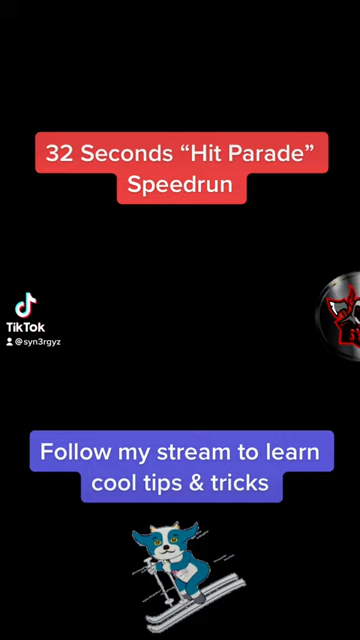 32 Seconds “Hit Parade”
Speedrun
TikTok
@syn3rgyz
Follow my stream to learn
cool tips & tricks